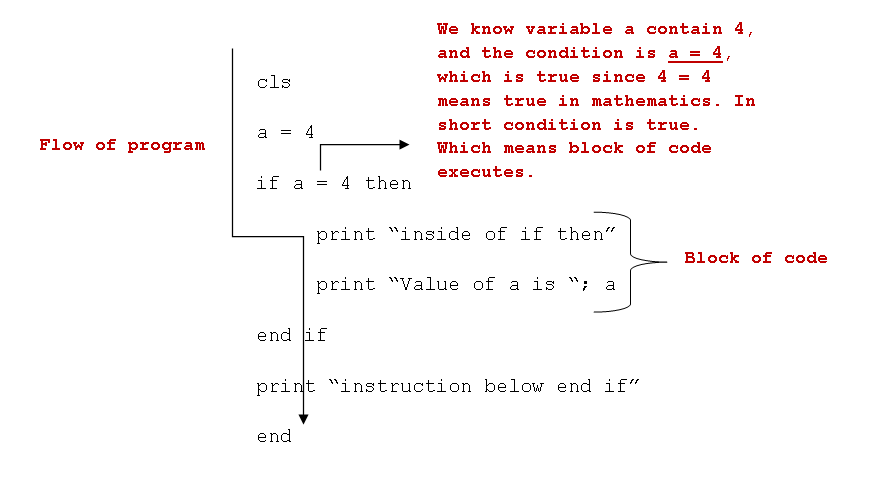 We know variable a contain 4,
and the condition is a = 4,
which is true since 4 = 4
means true in mathematics. In
short condition is true.
Which means block of code
executes.
Flow of program
cls
a = 4
if a = 4 then
print “inside of if then”
print “Value of a is “; a
Block of code
end if
print “instruction below end if”
end